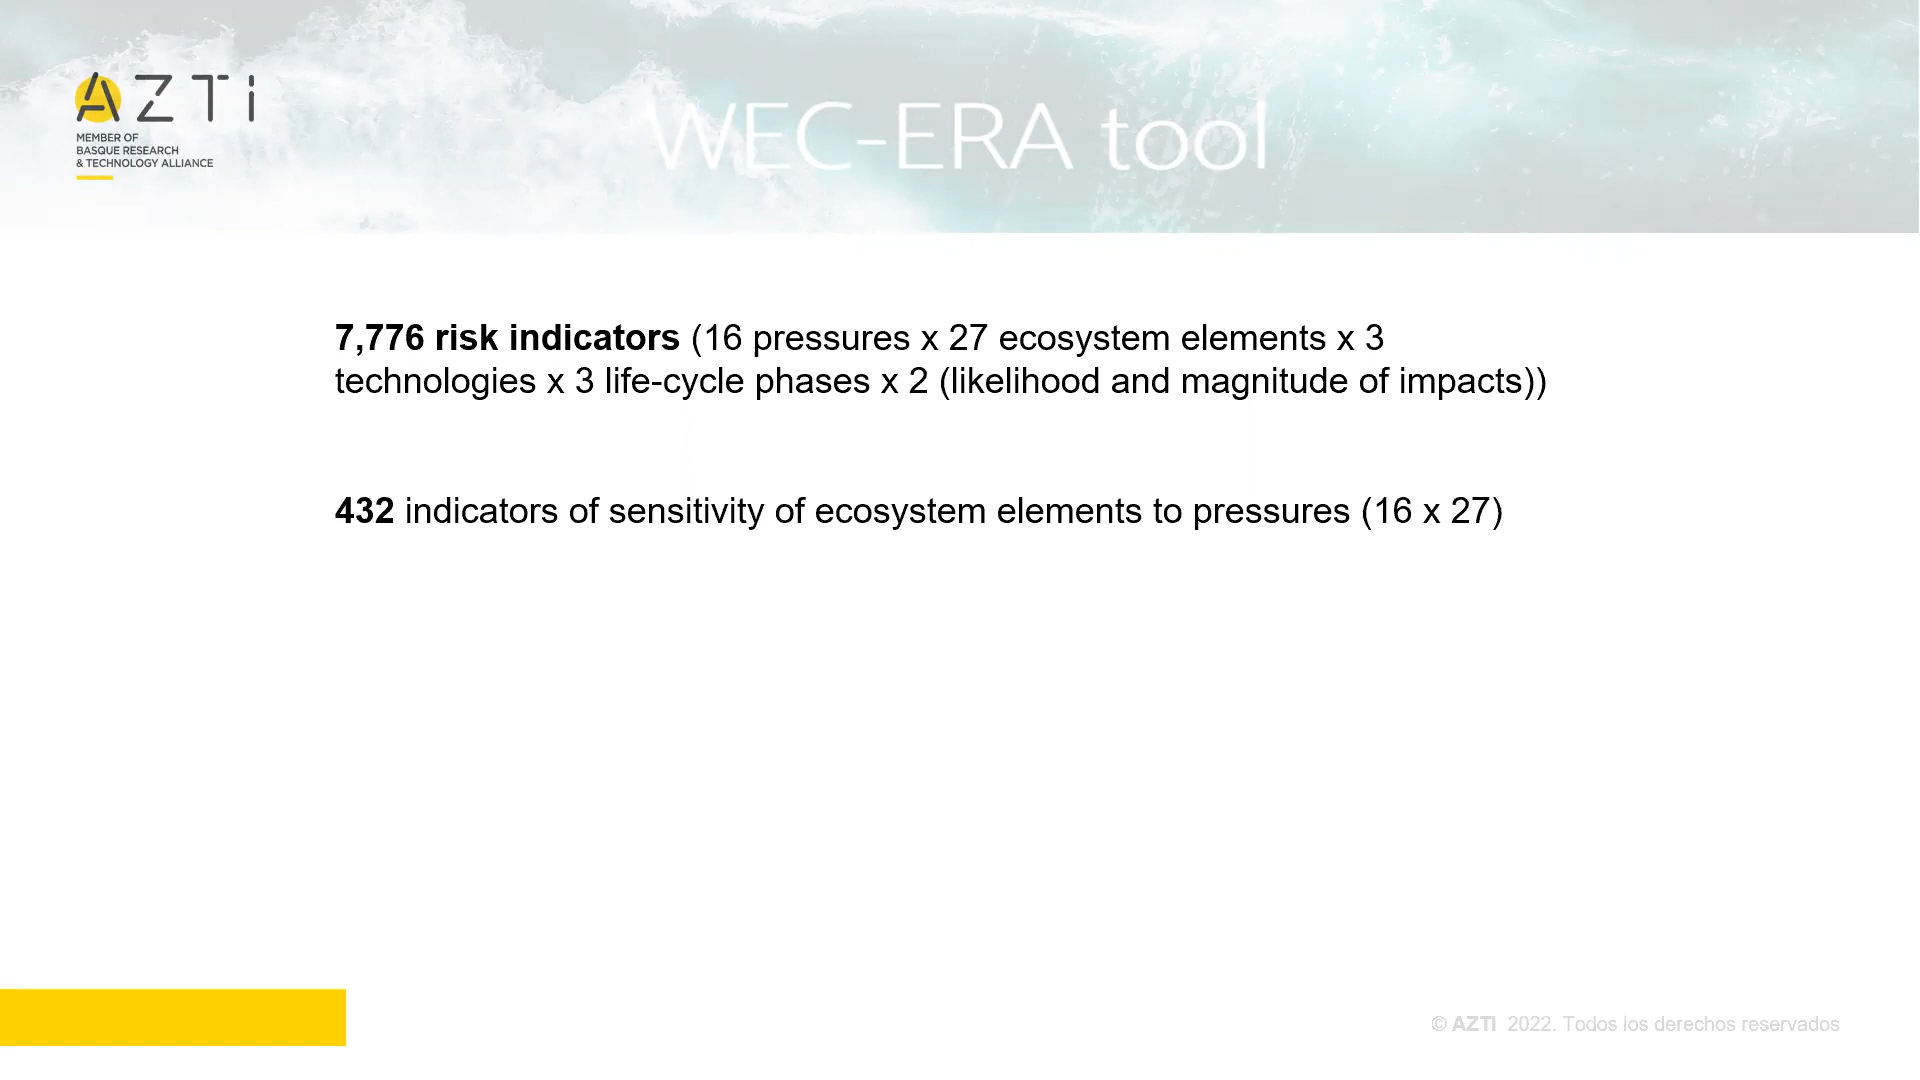 AZTi
MEMBER OF
BASQUE RESEARCH
& TECHNOLOGY ALLIANCE
WEC-ERA tool
7,776 risk indicators (16 pressures x 27 ecosystem elements x 3
technologies x 3 life-cycle phases x 2 (likelihood and magnitude of impacts))
432 indicators of sensitivity of ecosystem elements to pressures (16 x 27)
© AZTI 2022. Todos los derechos reservados